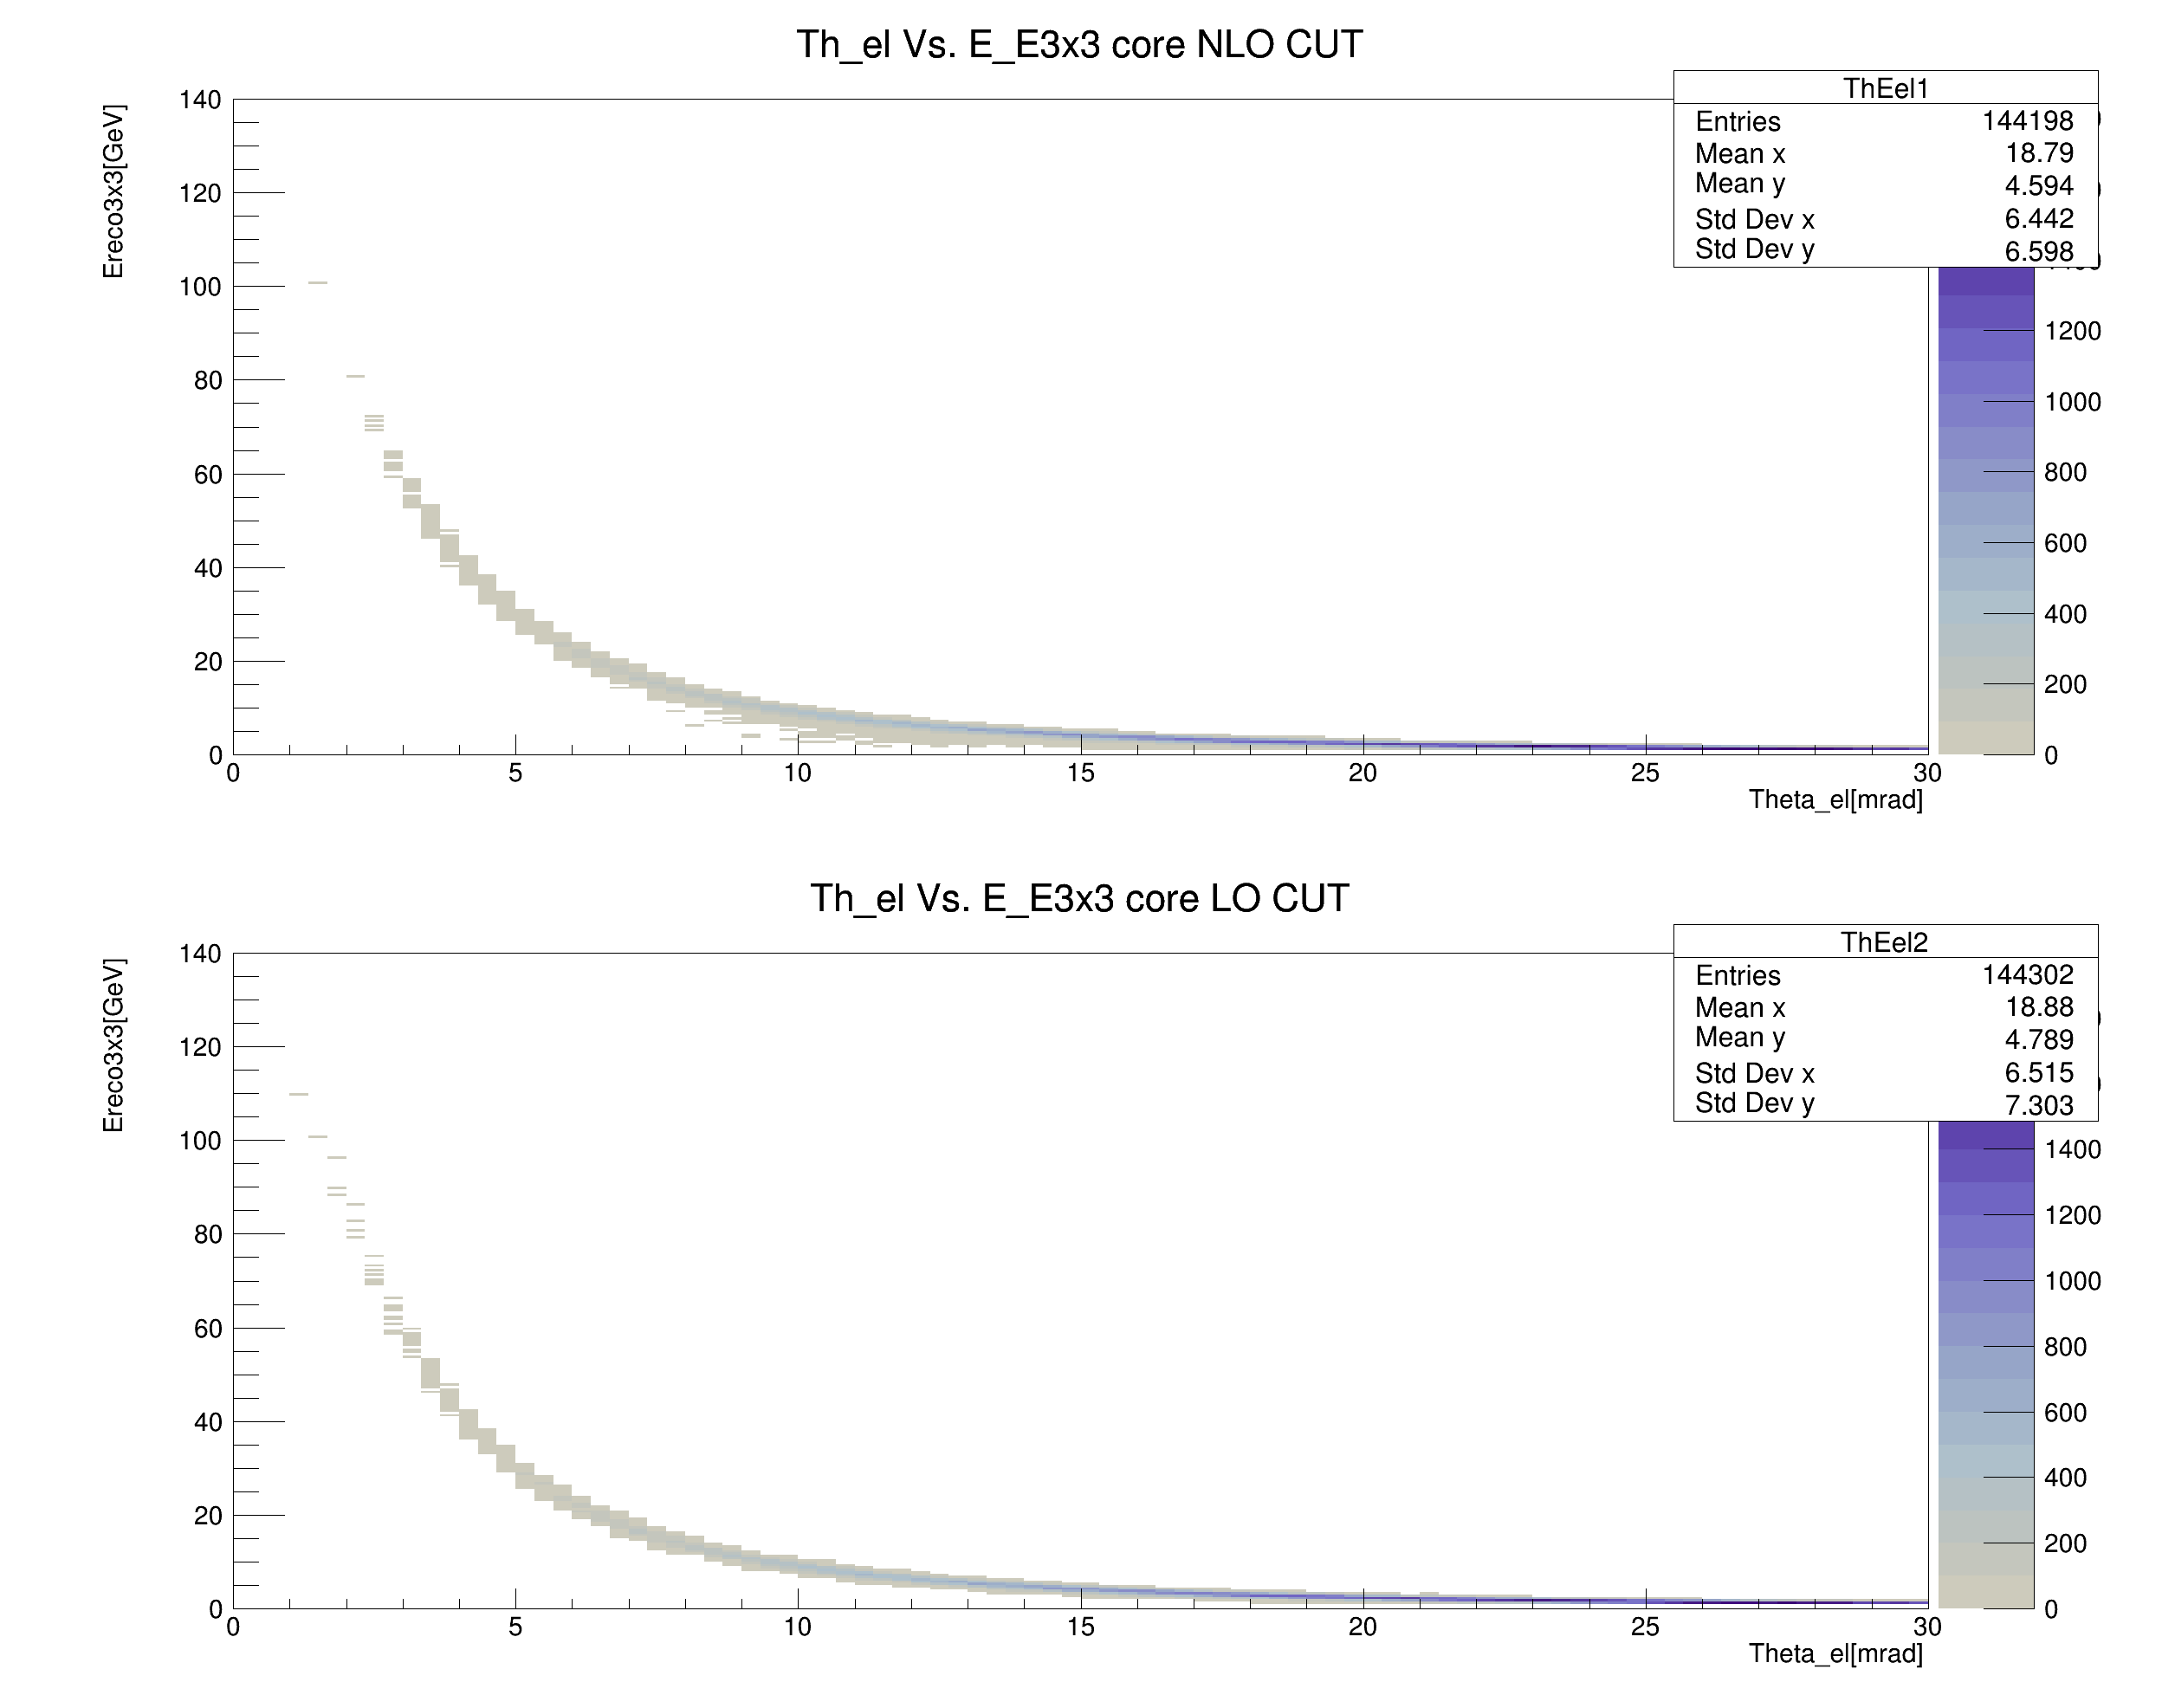 Th_el Vs. E_E3x3 core NLO CUT
Ereco3x3[GeV]
ThEel1
Entries 144198
Mean x 18.79
Mean y 4.594
Std Dev x 6.442
Std Dev y 6.598
140
120
100
80
60
40
20
0
0 5 10 15 20 25 30
Theta_el[mrad]
1200
1000
800
600
400
200
0
Th_el Vs. E_E3x3 core LO CUT
Ereco3x3[GeV]
ThEel2
Entries 144302
Mean x 18.88
Mean y 4.789
Std Dev x 6.515
Std Dev y 7.303
140
120
100
80
60
40
20
0
0 5 10 15 20 25 30
Theta_el[mrad]
1400
1200
1000
800
600
400
200
0